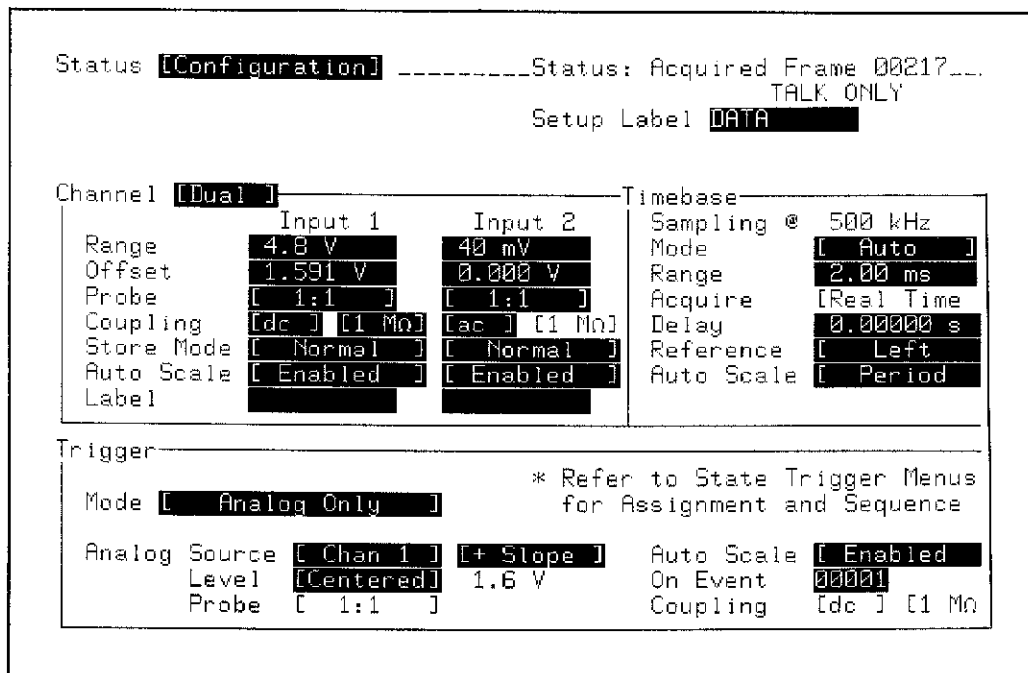 Status [Configuration] __________Status: Acquired Frame 00217__.
TALK ONLY
Setup Label DATA
Channel [Dual ] Timebase
Input 1 Input 2 Sampling @ 500 kHz
Range 4.8 V 40 mV Mode [ Auto ]
Offset 1.591 V 0.000 V Range 2.00 ms
Probe [ 1:1 ] [ 1:1 ] Acquire [Real Time
Coupling [dc ] [1 MΩ] [ac ] [1 MΩ] Delay 0.00000 s
Store Mode [ Normal ] [ Normal ] Reference [ Left
Auto Scale [ Enabled ] [ Enabled ] Auto Scale [ Period
Label
Trigger
* Refer to State Trigger Menus
Mode [ Analog Only ] for Assignment and Sequence
Analog Source [ Chan 1 ] [+ Slope ] Auto Scale [ Enabled
Level [Centered] 1.6 V On Event 00001
Probe [ 1:1 ] Coupling [dc ] [1 MΩ